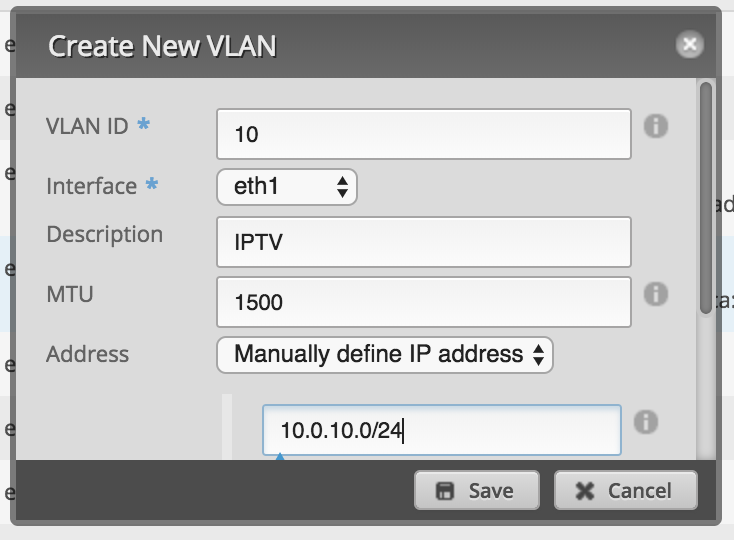 Create New VLAN
VLAN ID *
10
Interface *
eth1
Description
IPTV
MTU
1500
Address
Manually define IP address
10.0.10.0/24
Save
Cancel